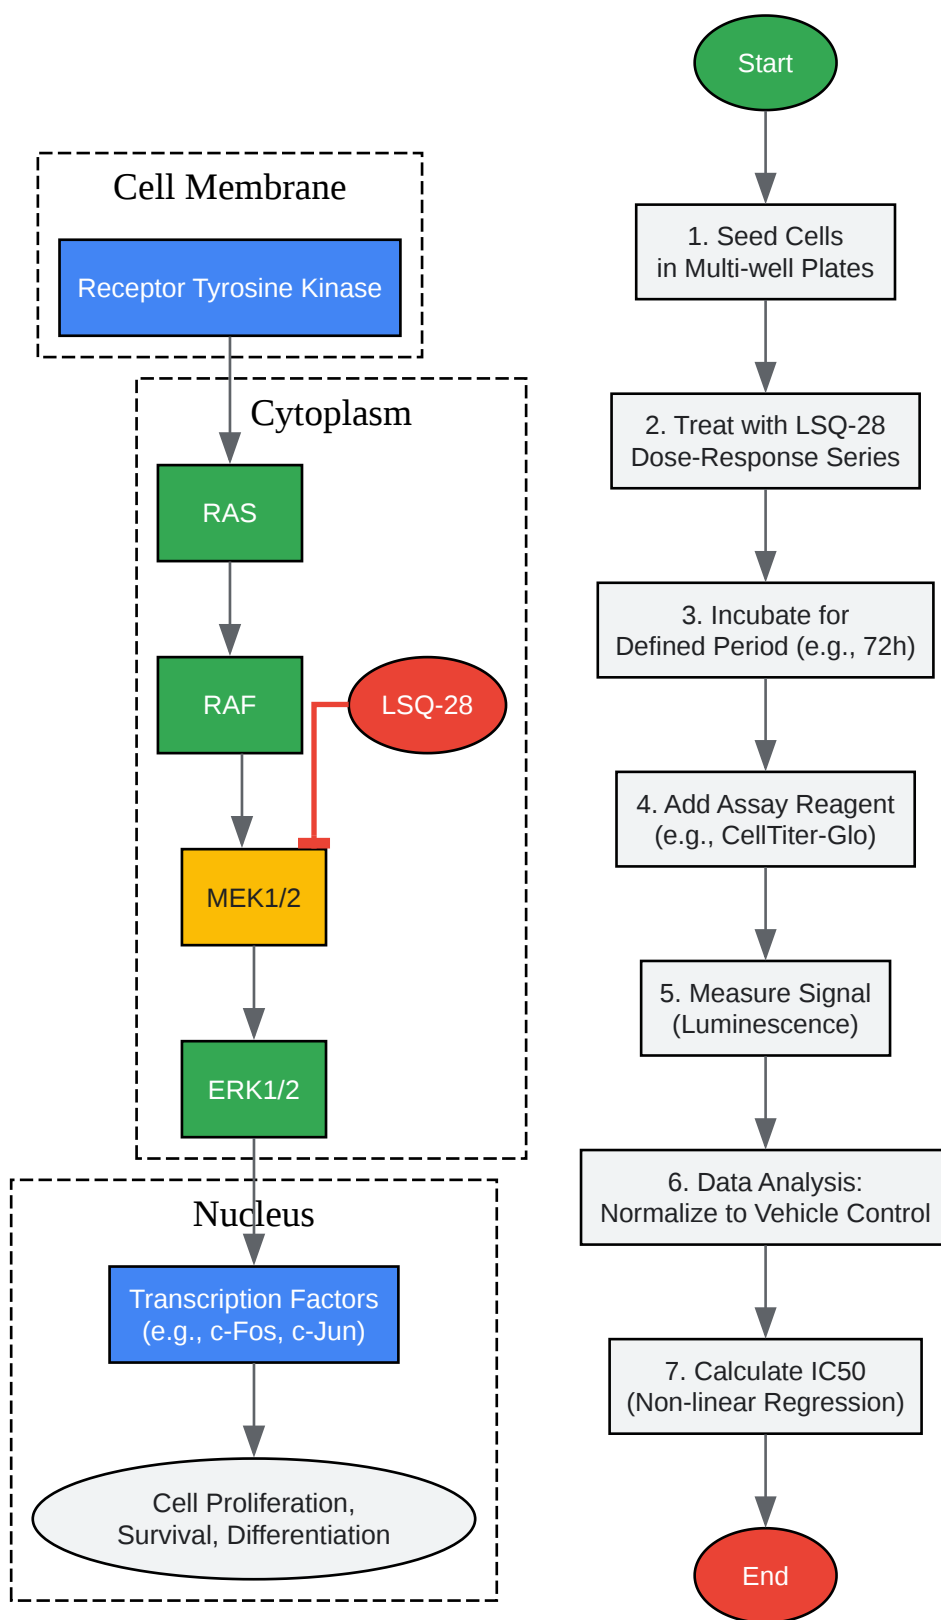 Cell Membrane
Receptor Tyrosine Kinase
Cytoplasm
RAS
RAF
LSQ-28
MEK1/2
ERK1/2
Nucleus
Transcription Factors
(e.g., c-Fos, c-Jun)
Cell Proliferation,
Survival, Differentiation
Start
1. Seed Cells
in Multi-well Plates
2. Treat with LSQ-28
Dose-Response Series
3. Incubate for
Defined Period (e.g., 72h)
4. Add Assay Reagent
(e.g., CellTiter-Glo)
5. Measure Signal
(Luminescence)
6. Data Analysis:
Normalize to Vehicle Control
7. Calculate IC50
(Non-linear Regression)
End